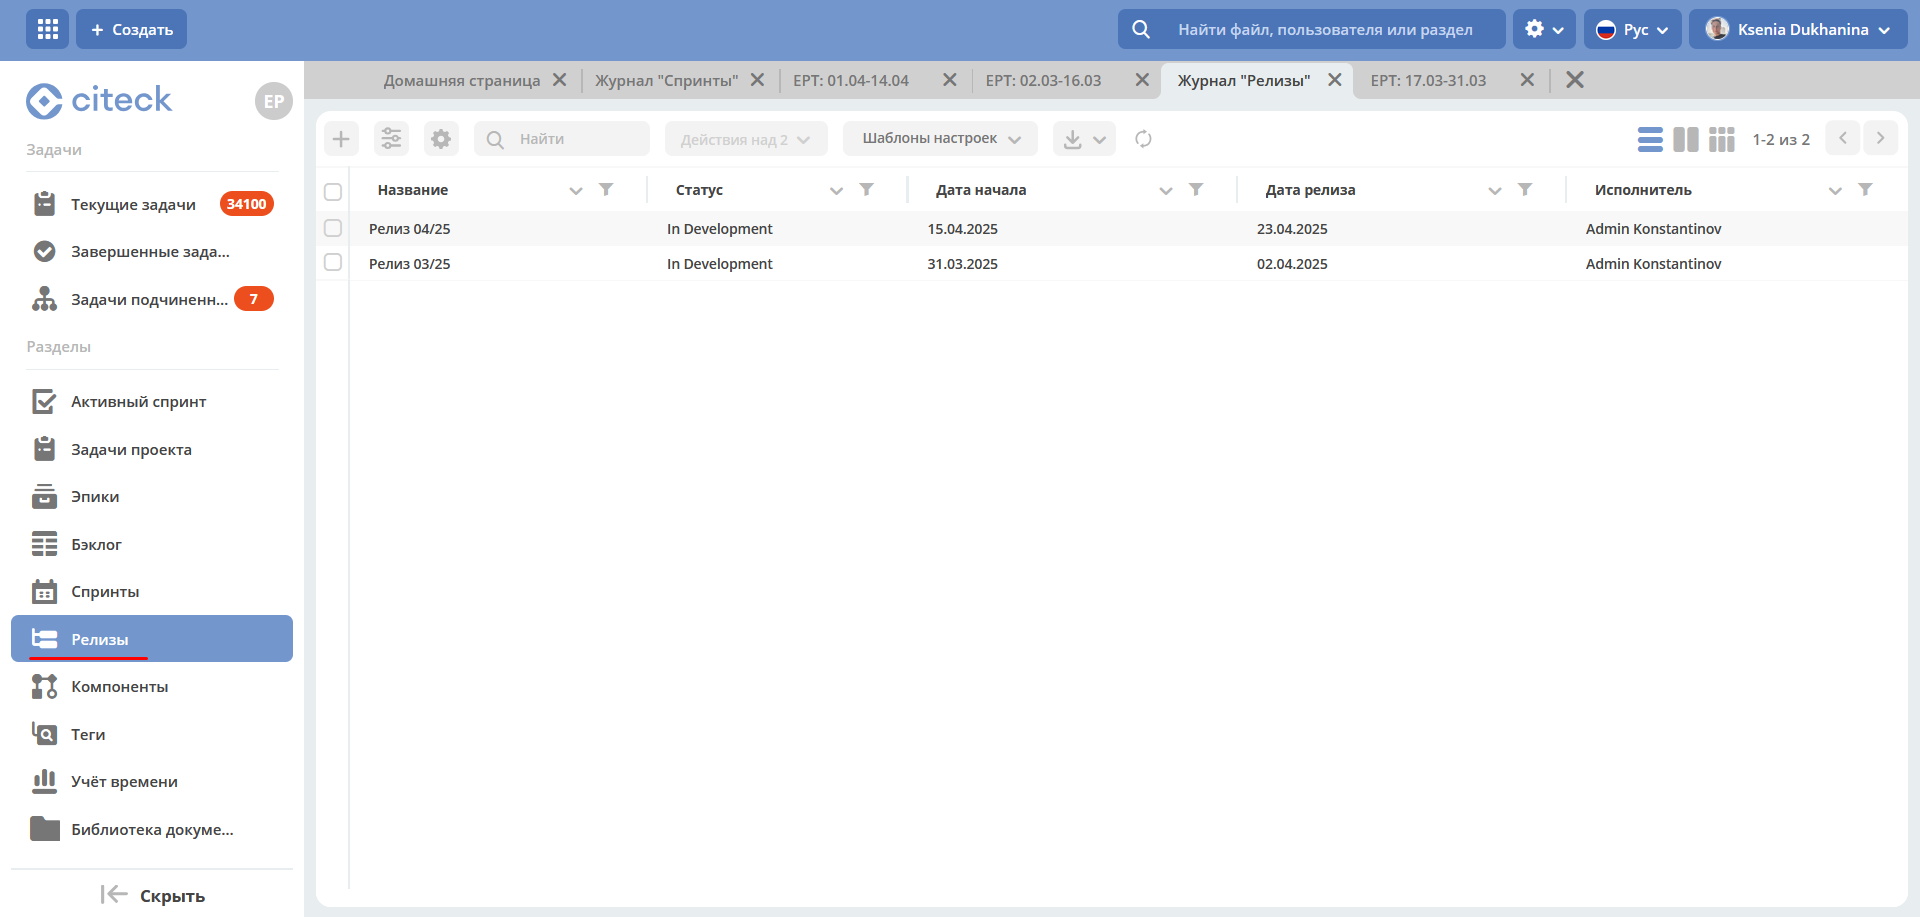 + Создать
Найти файл, пользователя или раздел
Рус
Ksenia Dukhanina
citeck
EP
Домашняя страница
Журнал "Спринты"
EPT: 01.04-14.04
EPT: 02.03-16.03
Журнал "Релизы"
EPT: 17.03-31.03
Задачи
Текущие задачи 34100
Завершенные зада...
Задачи подчиненн... 7
Разделы
Активный спринт
Задачи проекта
Эпики
Бэклог
Спринты
Релизы
Компоненты
Теги
Учёт времени
Библиотека докуме...
Скрыть
Найти
Действия над 2
Шаблоны настроек
1-2 из 2
Название Статус Дата начала Дата релиза Исполнитель
Релиз 04/25 In Development 15.04.2025 23.04.2025 Admin Konstantinov
Релиз 03/25 In Development 31.03.2025 02.04.2025 Admin Konstantinov